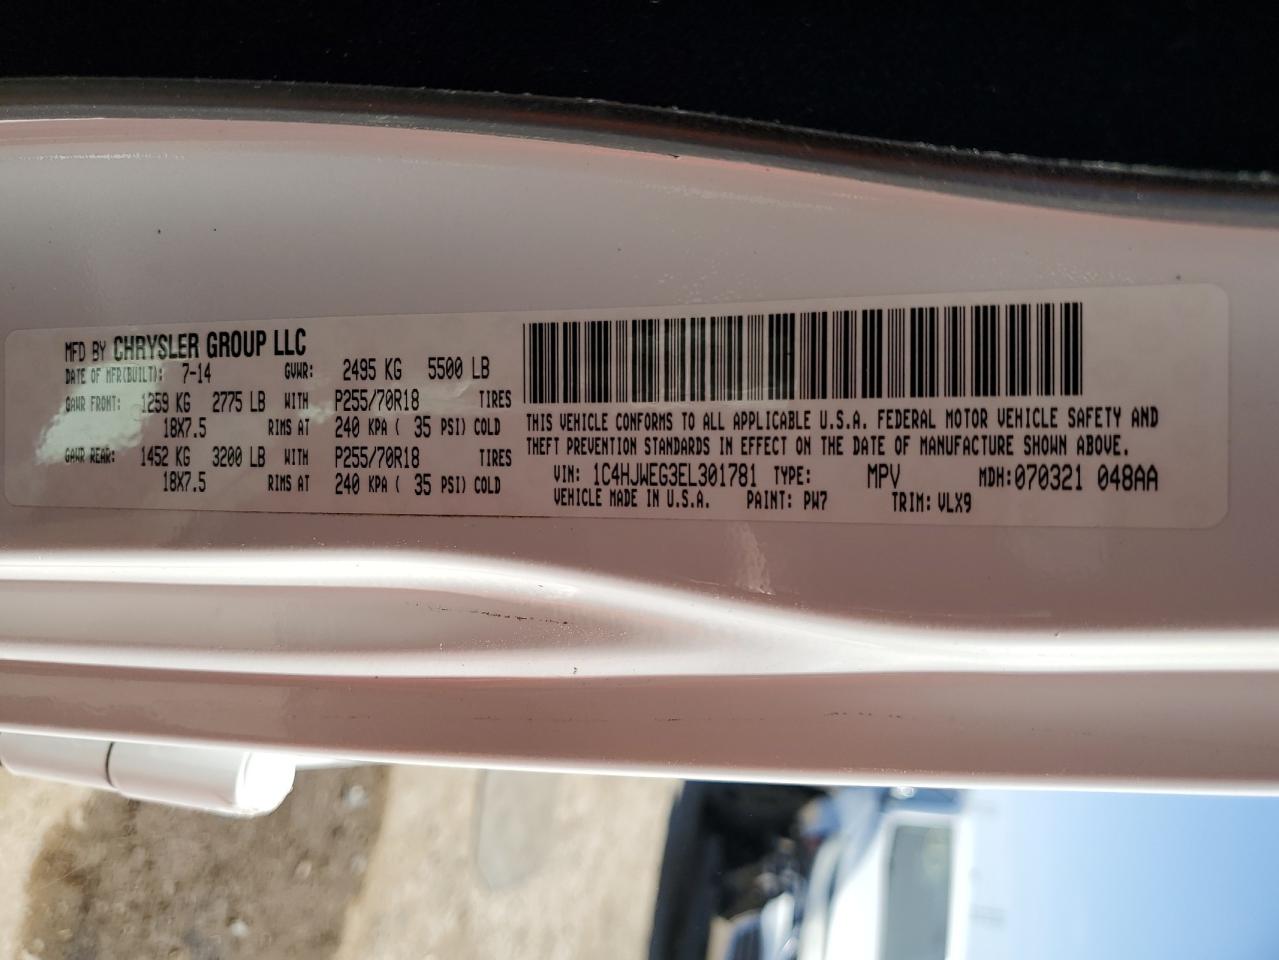 MFD BY CHRYSLER GROUP LLC
DATE OF MFR(BUILT): 7-14 GVWR: 2495 KG 5500 LB
GAWR FRONT: 1259 KG 2775 LB WITH P255/70R18 TIRES
18X7.5 RIMS AT 240 KPA ( 35 PSI) COLD
GAWR REAR: 1452 KG 3200 LB WITH P255/70R18 TIRES
18X7.5 RIMS AT 240 KPA ( 35 PSI) COLD
THIS VEHICLE CONFORMS TO ALL APPLICABLE U.S.A. FEDERAL MOTOR VEHICLE SAFETY AND
THEFT PREVENTION STANDARDS IN EFFECT ON THE DATE OF MANUFACTURE SHOWN ABOVE.
VIN: 1C4HJWEG3EL301781 TYPE: MPV MDH:070321 048AA
VEHICLE MADE IN U.S.A. PAINT: PW7 TRIM: VLX9